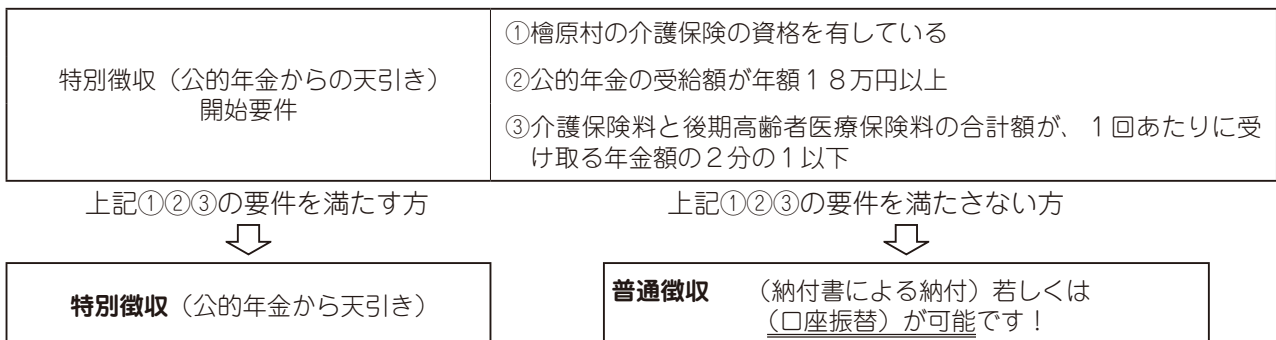 特別徴収（公的年金からの天引き）
開始要件
①檜原村の介護保険の資格を有している
②公的年金の受給額が年額１８万円以上
③介護保険料と後期高齢者医療保険料の合計額が、１回あたりに受
け取る年金額の２分の１以下
上記①②③の要件を満たす方
上記①②③の要件を満たさない方
特別徴収（公的年金から天引き）
普通徴収　（納付書による納付）若しくは
（口座振替）が可能です！